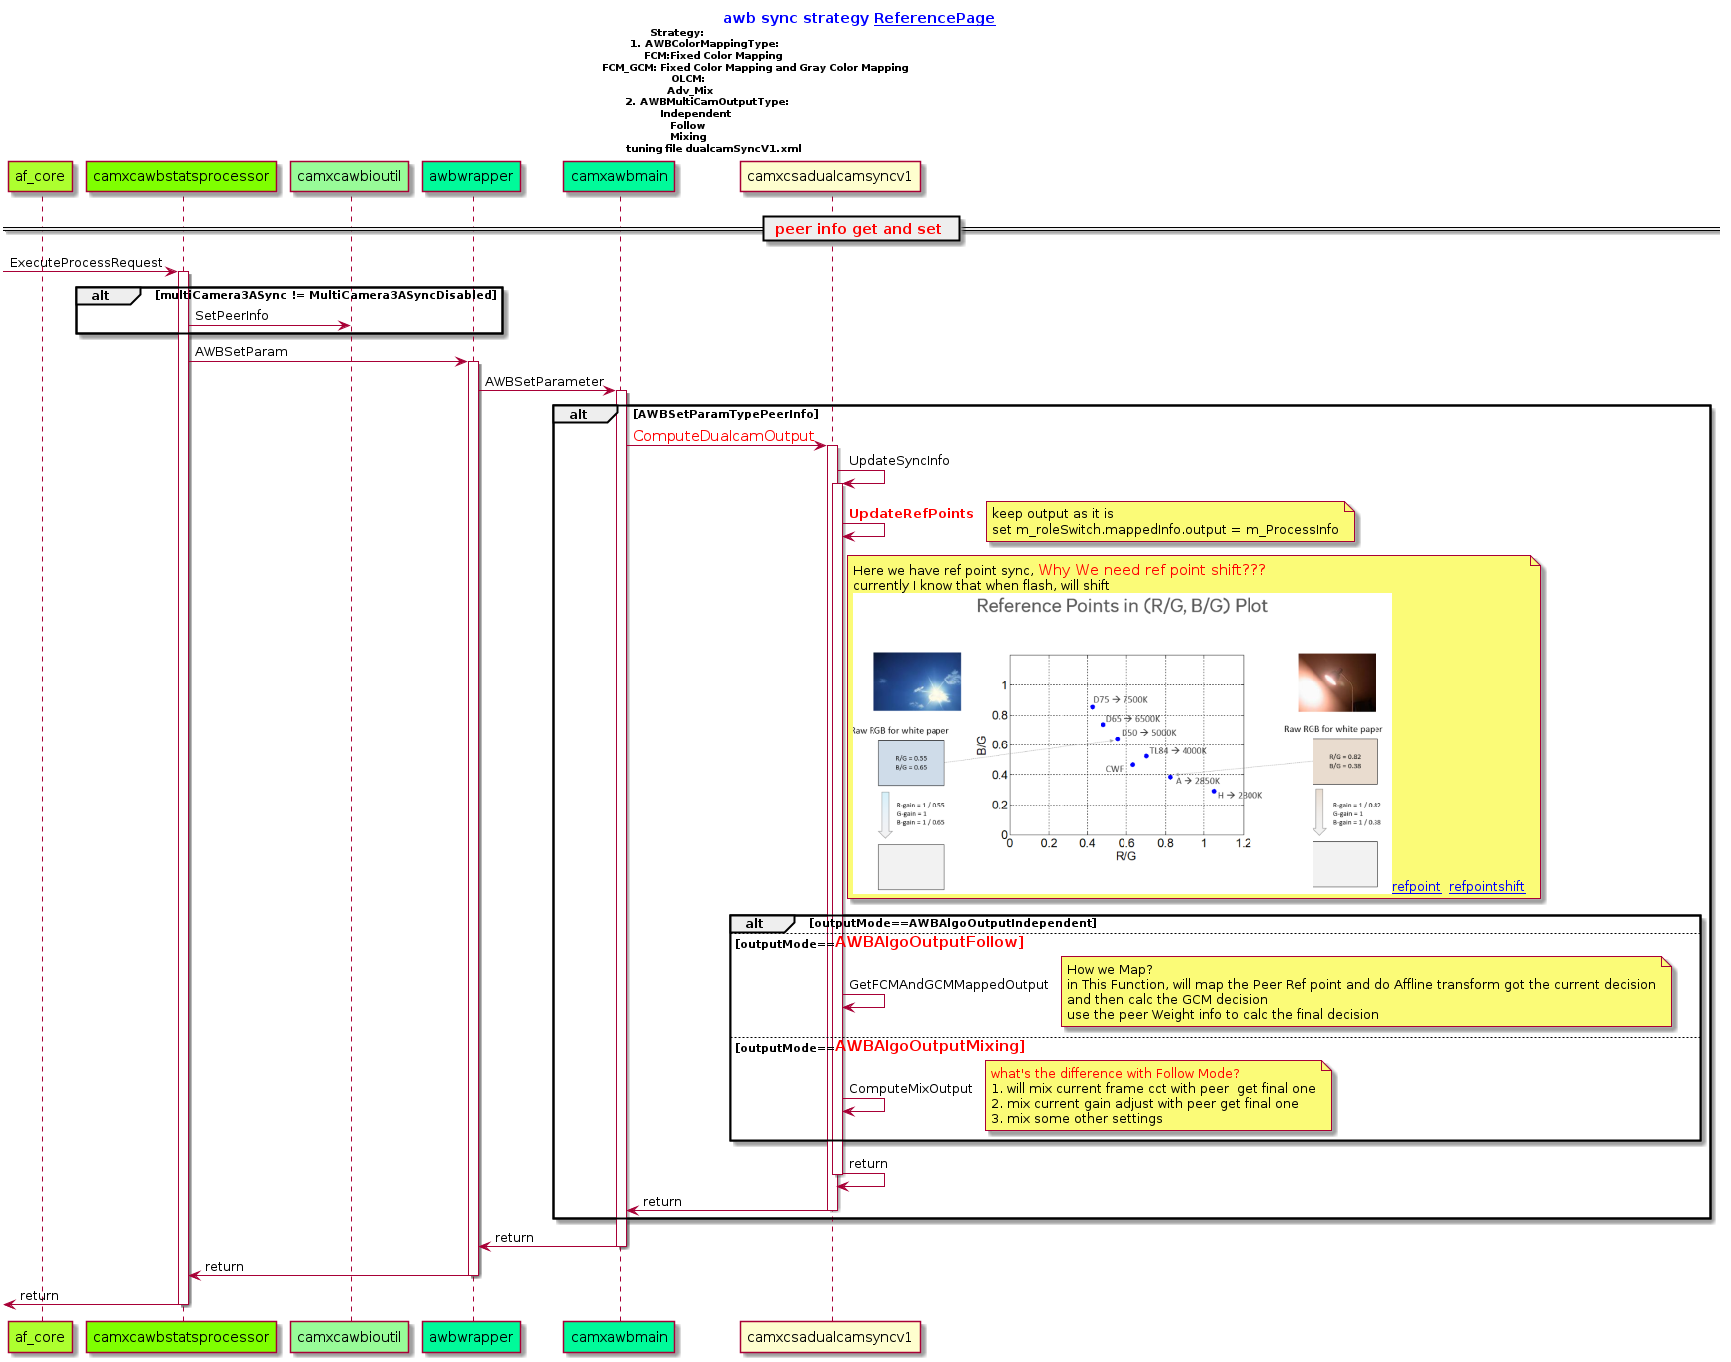 awb sync strategy ReferencePage
Strategy:
1. AWBColorMappingType:
FCM:Fixed Color Mapping
FCM_GCM: Fixed Color Mapping and Gray Color Mapping
OLCM:
Adv_Mix
2. AWBMultiCamOutputType:
Independent
Follow
Mixing
tuning file dualcamSyncV1.xml
af_core
camxcawbstatsprocessor
camxcawbioutil
awbwrapper
camxawbmain
camxcsadualcamsyncv1
peer info get and set
ExecuteProcessRequest
alt [multiCamera3ASync != MultiCamera3ASyncDisabled]
SetPeerInfo
AWBSetParam
AWBSetParameter
alt [AWBSetParamTypePeerInfo]
ComputeDualcamOutput
UpdateSyncInfo
UpdateRefPoints
keep output as it is
set m_roleSwitch.mappedInfo.output = m_ProcessInfo
Here we have ref point sync, Why We need ref point shift???
currently I know that when flash, will shift
Reference Points in (R/G, B/G) Plot
Raw RGB for white paper
R/G = 0.55
B/G = 0.65
R-gain = 1 / 0.55
G-gain = 1
B-gain = 1 / 0.65
B/G
1
0.8
0.6
0.4
0.2
0
D75 → 7500K
D65 → 6500K
D50 → 5000K
TL84 → 4000K
CWF
A → 2850K
H → 2300K
0 0.2 0.4 0.6 0.8 1 1.2
R/G
Raw RGB for white paper
R/G = 0.82
B/G = 0.38
R-gain = 1 / 0.82
G-gain = 1
B-gain = 1 / 0.38
refpoint refpointshift
alt [outputMode==AWBAlgoOutputIndependent]
[outputMode==AWBAlgoOutputFollow]
GetFCMAndGCMMappedOutput
How we Map?
in This Function, will map the Peer Ref point and do Affline transform got the current decision
and then calc the GCM decision
use the peer Weight info to calc the final decision
[outputMode==AWBAlgoOutputMixing]
ComputeMixOutput
what's the difference with Follow Mode?
1. will mix current frame cct with peer  get final one
2. mix current gain adjust with peer get final one
3. mix some other settings
return
return
return
return
return
af_core
camxcawbstatsprocessor
camxcawbioutil
awbwrapper
camxawbmain
camxcsadualcamsyncv1